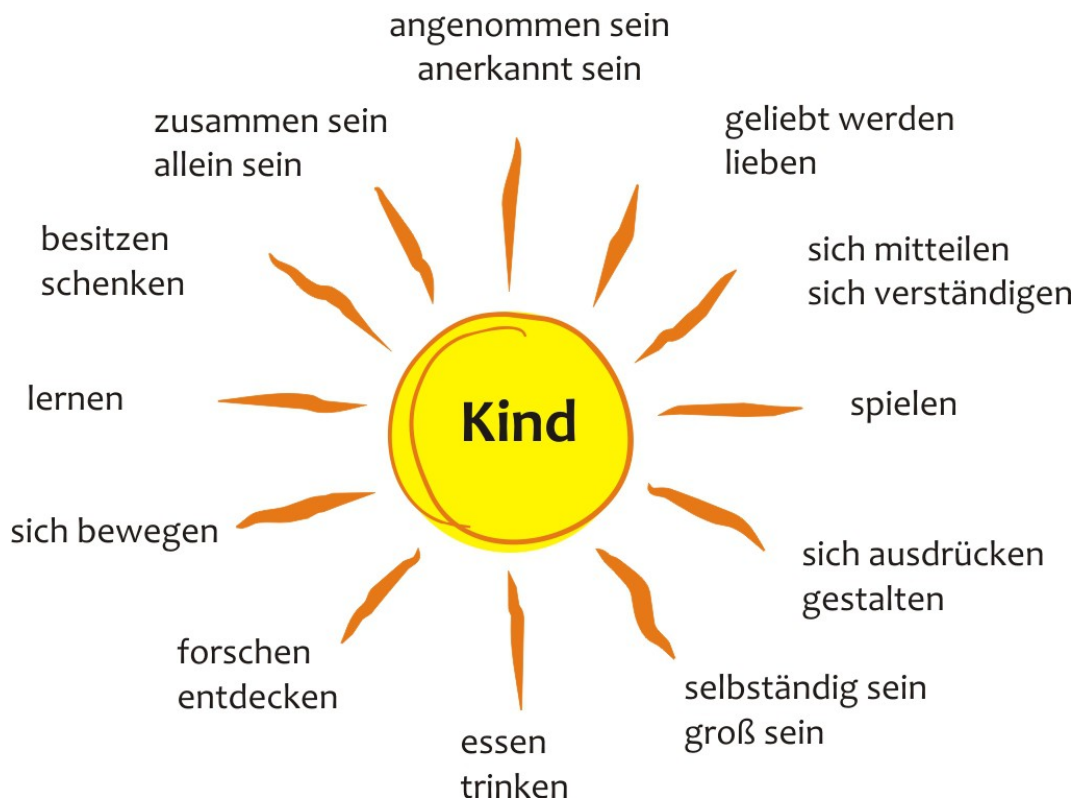 angenommen sein
anerkannt sein
geliebt werden
lieben
sich mitteilen
sich verständigen
spielen
sich ausdrücken
gestalten
selbständig sein
groß sein
essen
trinken
forschen
entdecken
sich bewegen
lernen
besitzen
schenken
zusammen sein
allein sein
Kind